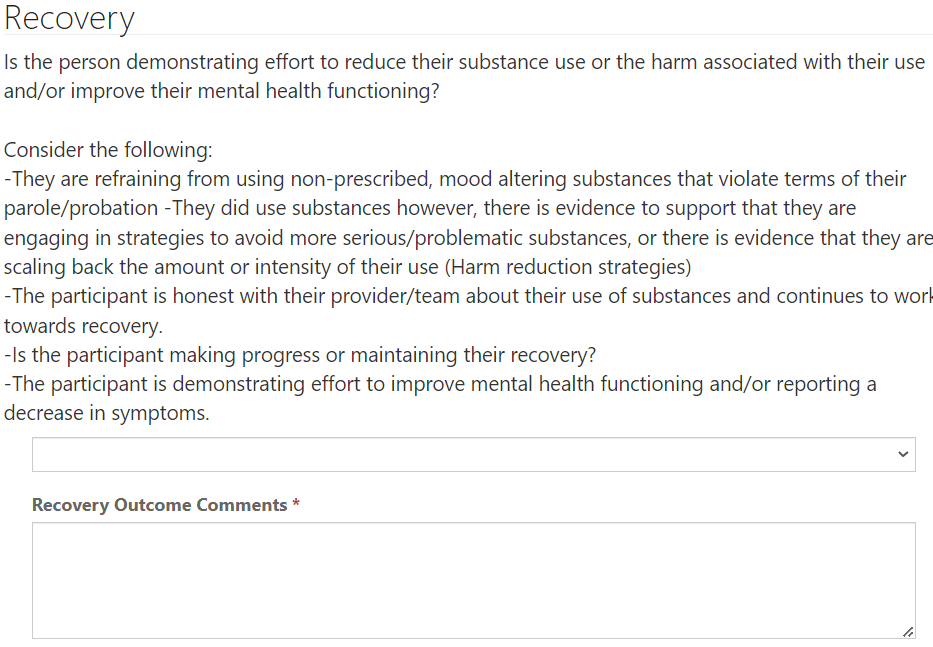 Recovery
Is the person demonstrating effort to reduce their substance use or the harm associated with their use
and/or improve their mental health functioning?
Consider the following:
-They are refraining from using non-prescribed, mood altering substances that violate terms of their
parole/probation -They did use substances however, there is evidence to support that they are
engaging in strategies to avoid more serious/problematic substances, or there is evidence that they are
scaling back the amount or intensity of their use (Harm reduction strategies)
-The participant is honest with their provider/team about their use of substances and continues to work
towards recovery.
-Is the participant making progress or maintaining their recovery?
-The participant is demonstrating effort to improve mental health functioning and/or reporting a
decrease in symptoms.
Recovery Outcome Comments *